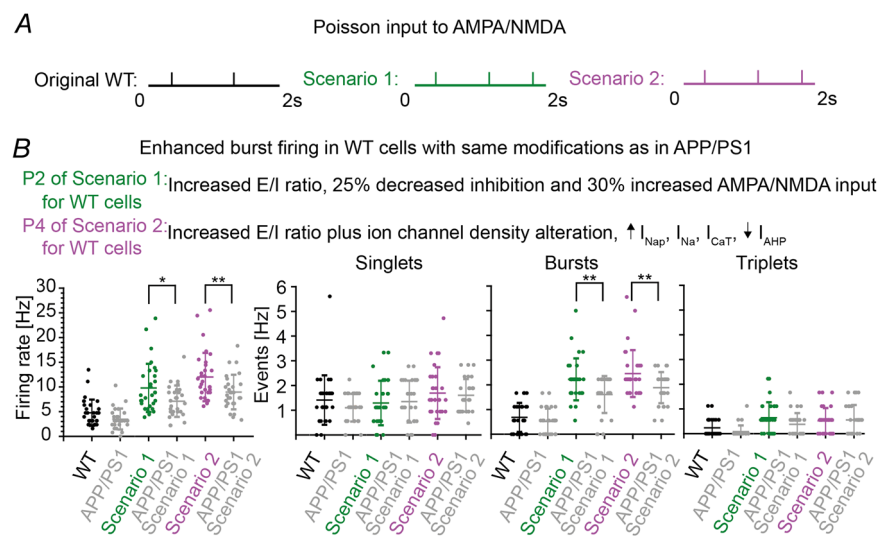 A
Poisson input to AMPA/NMDA
Original WT:
0
2s
Scenario 1:
0
2s
Scenario 2:
0
2s
B
Enhanced burst firing in WT cells with same modifications as in APP/PS1
P2 of Scenario 1:
for WT cells
Increased E/I ratio, 25% decreased inhibition and 30% increased AMPA/NMDA input
P4 of Scenario 2:
for WT cells
Increased E/I ratio plus ion channel density alteration, ↑ INap, INa, ICaT, ↓ IAHP
Firing rate [Hz]
30
25
20
15
10
5
0
*
**
WT
APP/PS1
Scenario 1
APP/PS1
Scenario 1
Scenario 2
APP/PS1
Scenario 2
Singlets
Events [Hz]
6
5
4
3
2
1
WT
APP/PS1
Scenario 1
APP/PS1
Scenario 1
Scenario 2
APP/PS1
Scenario 2
Bursts
**
**
WT
APP/PS1
Scenario 1
APP/PS1
Scenario 1
Scenario 2
APP/PS1
Scenario 2
Triplets
WT
APP/PS1
Scenario 1
APP/PS1
Scenario 1
Scenario 2
APP/PS1
Scenario 2